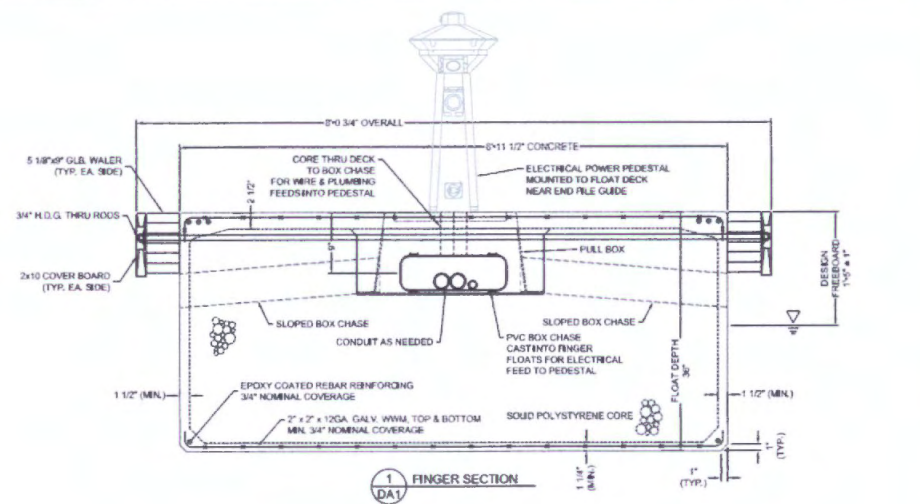 8'-0 3/4" OVERALL
6'-11 1/2" CONCRETE
5 1/8"x9" GLB. WALER
(TYP. EA. SIDE)
3/4" H.D.G. THRU RODS
2x10 COVER BOARD
(TYP. EA. SIDE)
2 1/2"
CORE THRU DECK
TO BOX CHASE
FOR WIRE & PLUMBING
FEEDS INTO PEDESTAL
ELECTRICAL POWER PEDESTAL
MOUNTED TO FLOAT DECK
NEAR END PILE GUIDE
9"
PULL BOX
DESIGN
FREEBOARD
SLOPED BOX CHASE
CONDUIT AS NEEDED
SLOPED BOX CHASE
PVC BOX CHASE
CAST INTO FINGER
FLOATS FOR ELECTRICAL
FEED TO PEDESTAL
FLOAT DEPTH
36"
1 1/2" (MIN.)
EPOXY COATED REBAR REINFORCING
3/4" NOMINAL COVERAGE
2" x 2" x 12GA. GALV. WWM, TOP & BOTTOM
MIN. 3/4" NOMINAL COVERAGE
SOLID POLYSTYRENE CORE
1 1/2" (MIN.)
1"
(TYP.)
1 1/4"
(MIN.)
1"
(TYP.)
1
DA1
FINGER SECTION